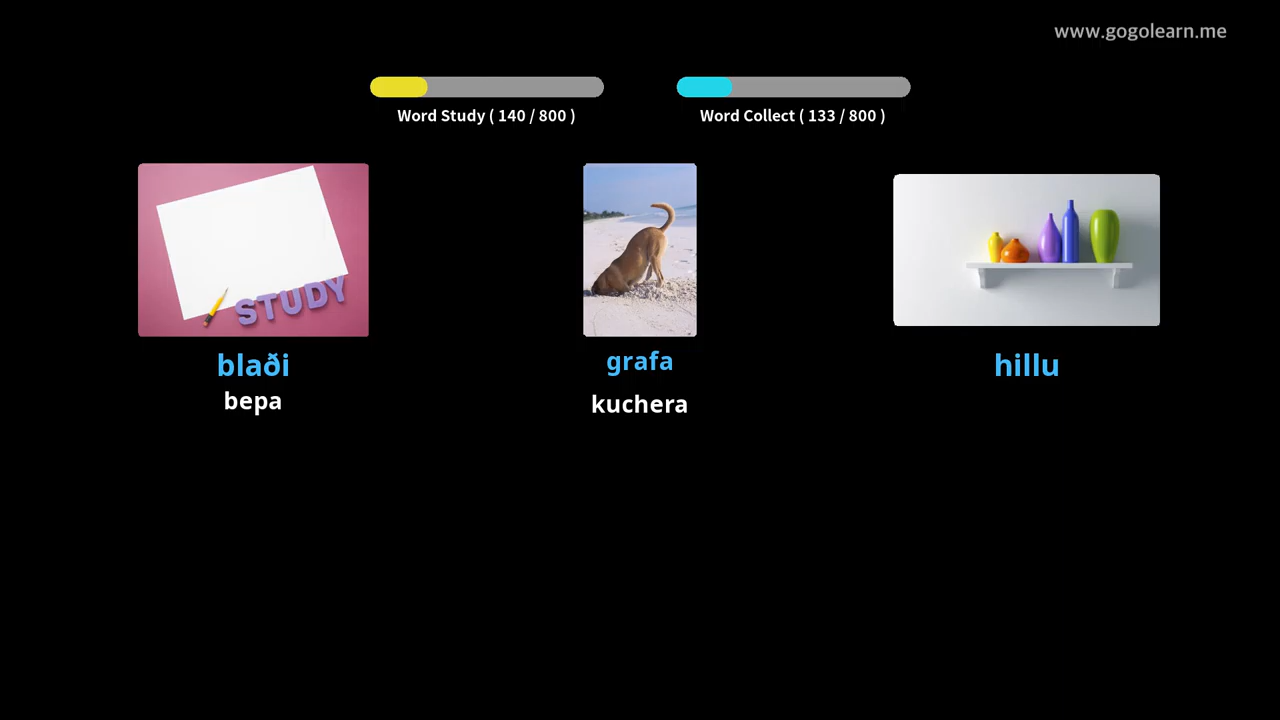 www.gogolearn.me
Word Study ( 140 / 800 )
Word Collect ( 133 / 800 )
STUDY
blaði
grafa
hillu
bepa
kuchera